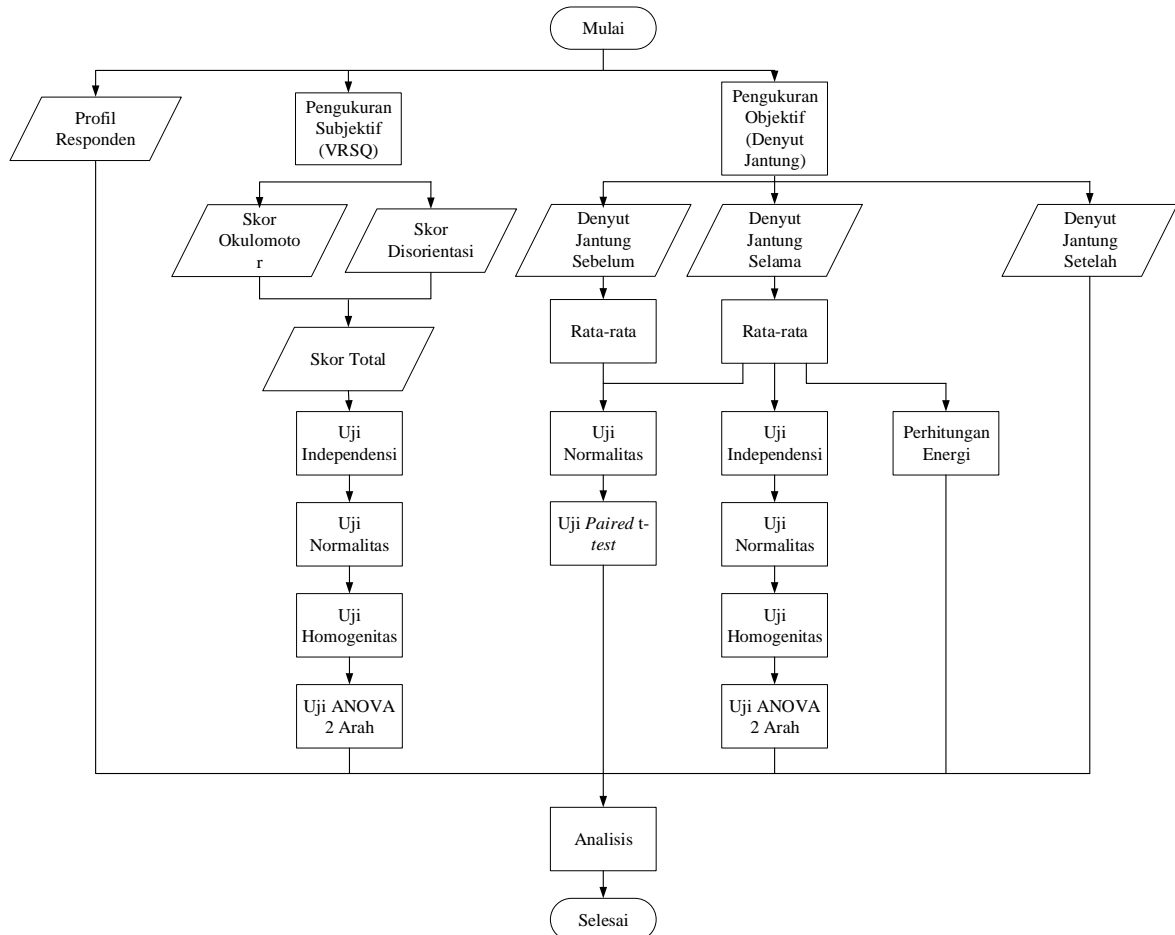 Mulai
Profil
Responden
Pengukuran
Subjektif
(VRSQ)
Pengukuran
Objektif
(Denyut
Jantung)
Skor
Okulomoto
r
Skor
Disorientasi
Denyut
Jantung
Sebelum
Denyut
Jantung
Selama
Denyut
Jantung
Setelah
Skor Total
Rata-rata
Rata-rata
Uji
Independensi
Uji
Normalitas
Uji
Independensi
Perhitungan
Energi
Uji
Normalitas
Uji Paired t-
test
Uji
Normalitas
Uji
Homogenitas
Uji
Homogenitas
Uji ANOVA
2 Arah
Uji ANOVA
2 Arah
Analisis
Selesai